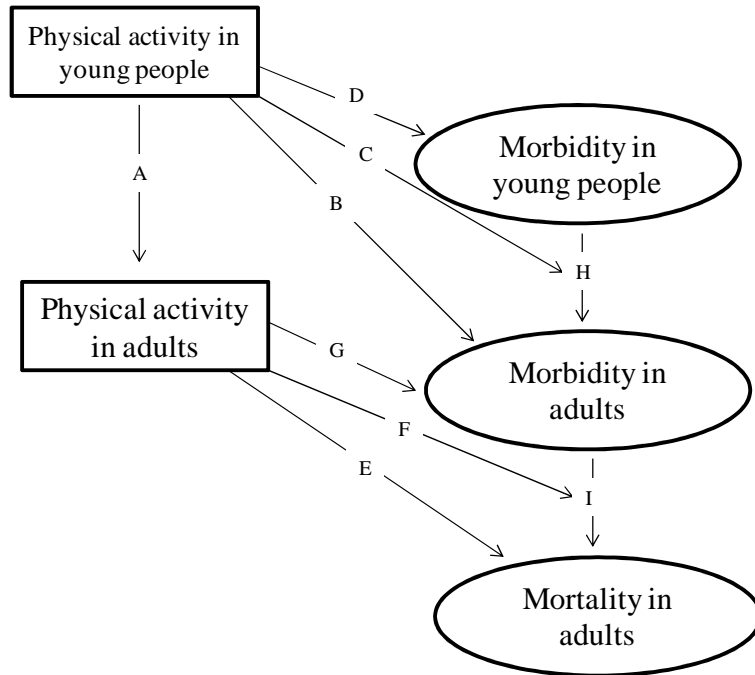 Physical activity in
young people
D
Morbidity in
young people
C
A
B
H
Physical activity
in adults
G
Morbidity in
adults
F
E
I
Mortality in
adults